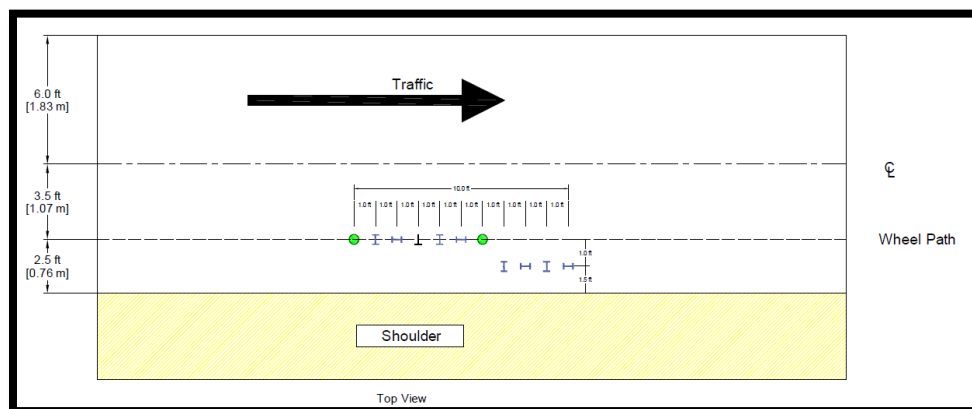 Traffic
6.0 ft
[1.83 m]
℄
10.0 ft
3.5 ft
[1.07 m]
1.0 ft 1.0 ft 1.0 ft 1.0 ft 1.0 ft 1.0 ft 1.0 ft 1.0 ft 1.0 ft 1.0 ft
Wheel Path
2.5 ft
[0.76 m]
1.0 ft
1.5 ft
Shoulder
Top View